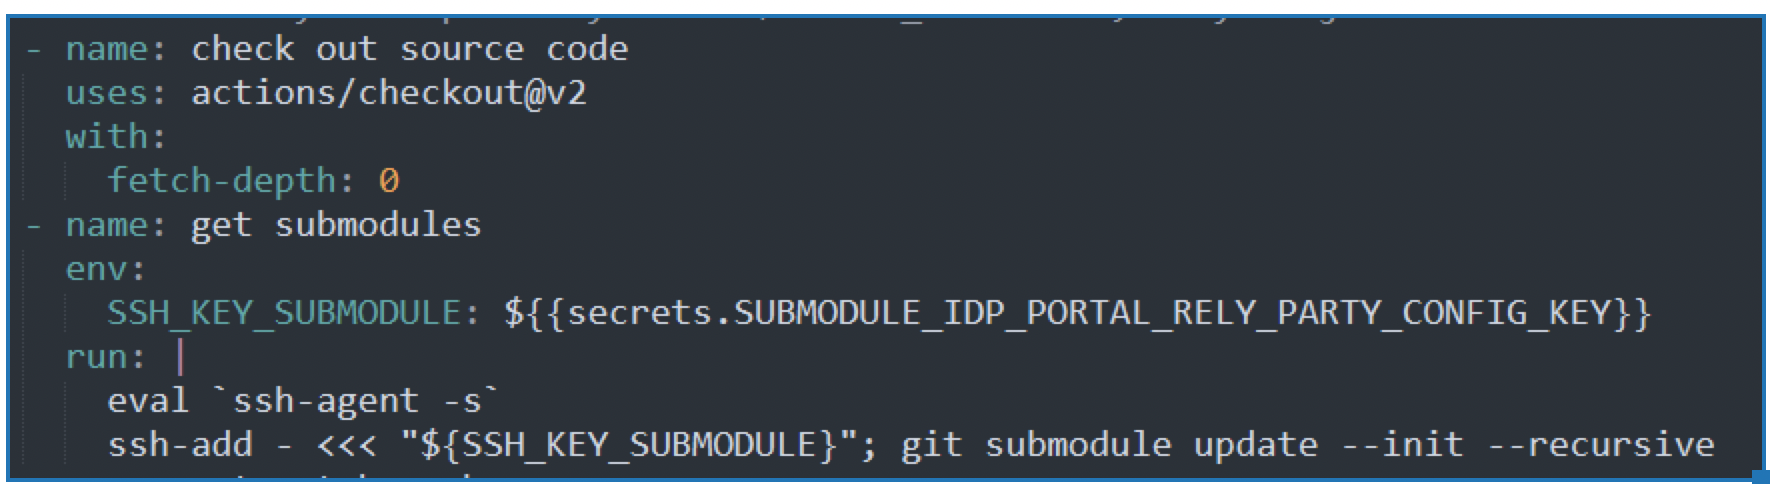 - name: check out source code
  uses: actions/checkout@v2
  with:
    fetch-depth: 0
- name: get submodules
  env:
    SSH_KEY_SUBMODULE: ${{secrets.SUBMODULE_IDP_PORTAL_RELY_PARTY_CONFIG_KEY}}
  run: |
    eval `ssh-agent -s`
    ssh-add - <<< "${SSH_KEY_SUBMODULE}"; git submodule update --init --recursive